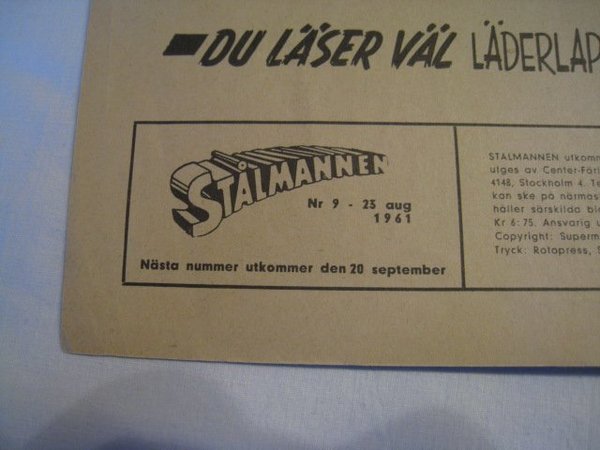 DU LÄSER VÄL LÄDERLAP
STÅLMANNEN
Nr 9 - 23 aug
1961
Nästa nummer utkommer den 20 september
STALMANNEN utkomm
utges av Center-Förl
4148, Stockholm 4. Te
kan ske på närmas
håller särskilda bl
Kr 6:75. Ansvarig u
Copyright: Superm
Tryck: Rotopress, S